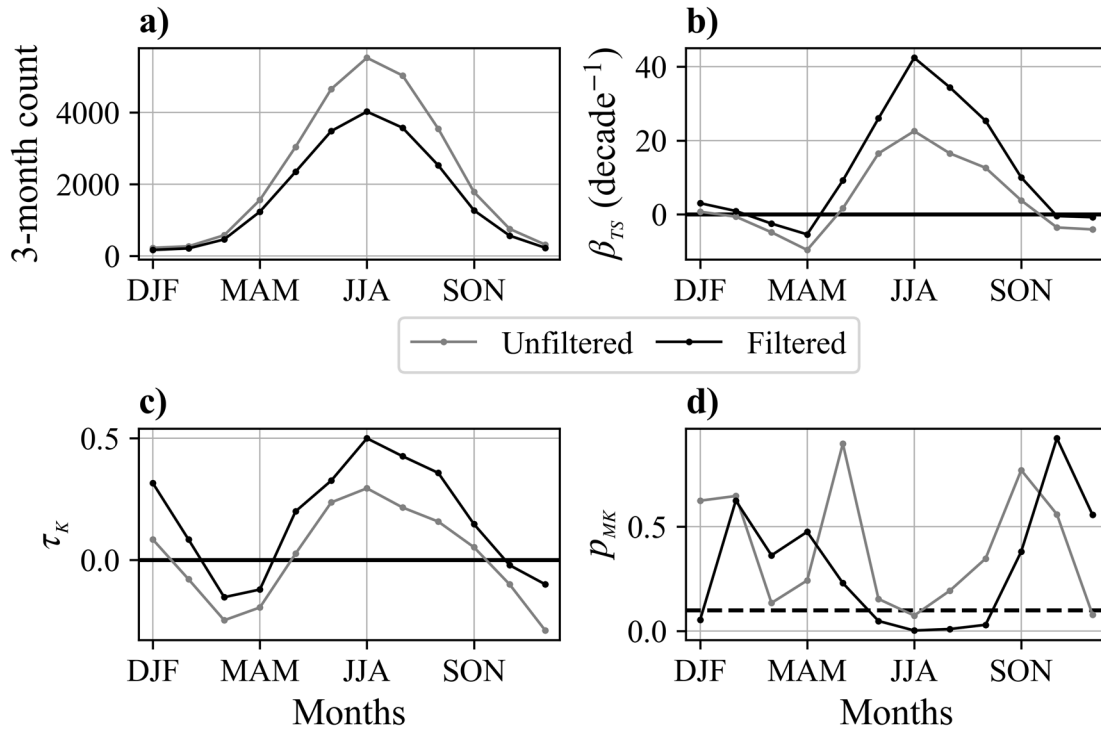 a)
3-month count
4000
2000
0
DJF
MAM
JJA
SON
b)
β_TS (decade⁻¹)
40
20
0
DJF
MAM
JJA
SON
Unfiltered
Filtered
c)
τ_K
0.5
0.0
DJF
MAM
JJA
SON
Months
d)
p_MK
0.5
0.0
DJF
MAM
JJA
SON
Months